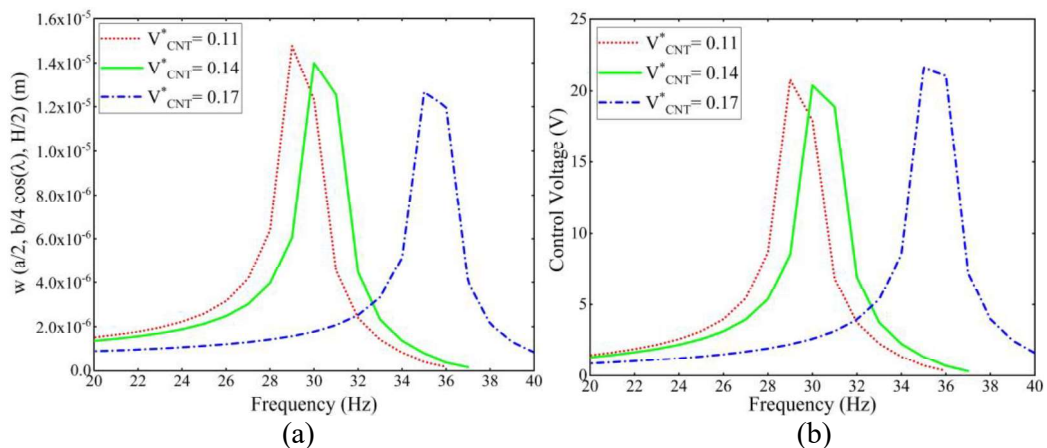 1.6x10-5
1.4x10-5
1.2x10-5
1.0x10-5
8.0x10-6
6.0x10-6
4.0x10-6
2.0x10-6
0.0
w (a/2, b/4 cos(λ), H/2) (m)
V*CNT= 0.11
V*CNT= 0.14
V*CNT= 0.17
20 22 24 26 28 30 32 34 36 38 40
Frequency (Hz)
(a)
25
20
15
10
5
0
Control Voltage (V)
V*CNT= 0.11
V*CNT= 0.14
V*CNT= 0.17
20 22 24 26 28 30 32 34 36 38 40
Frequency (Hz)
(b)